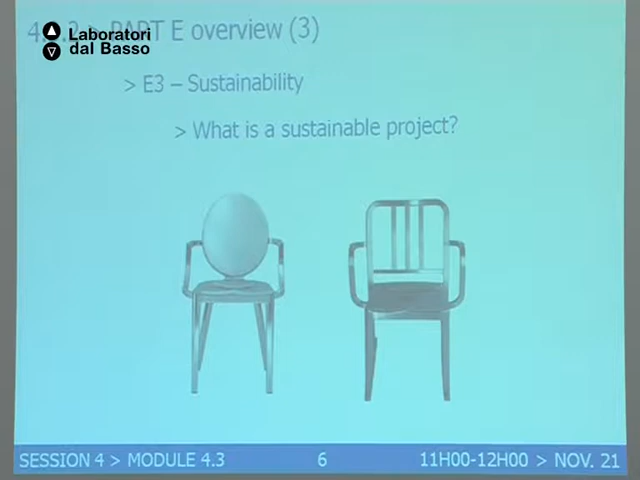 PART E overview (3)
Laboratori
dal Basso
> E3 – Sustainability
> What is a sustainable project?
SESSION 4 > MODULE 4.3
6
11H00-12H00 > NOV. 21